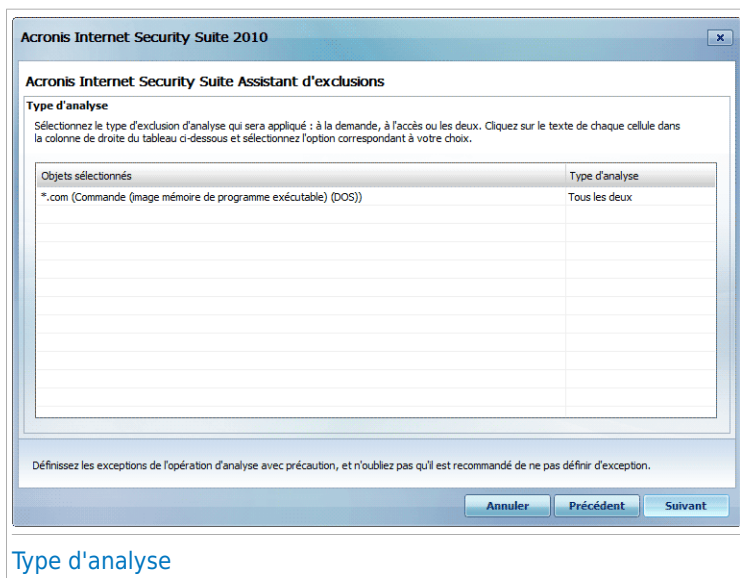 Acronis Internet Security Suite 2010
Acronis Internet Security Suite Assistant d'exclusions
Type d'analyse
Sélectionnez le type d'exclusion d'analyse qui sera appliqué : à la demande, à l'accès ou les deux. Cliquez sur le texte de chaque cellule dans
la colonne de droite du tableau ci-dessous et sélectionnez l'option correspondant à votre choix.
Objets sélectionnés Type d'analyse
*.com (Commande (image mémoire de programme exécutable) (DOS)) Tous les deux
Définissez les exceptions de l'opération d'analyse avec précaution, et n'oubliez pas qu'il est recommandé de ne pas définir d'exception.
Annuler Précédent Suivant
Type d'analyse